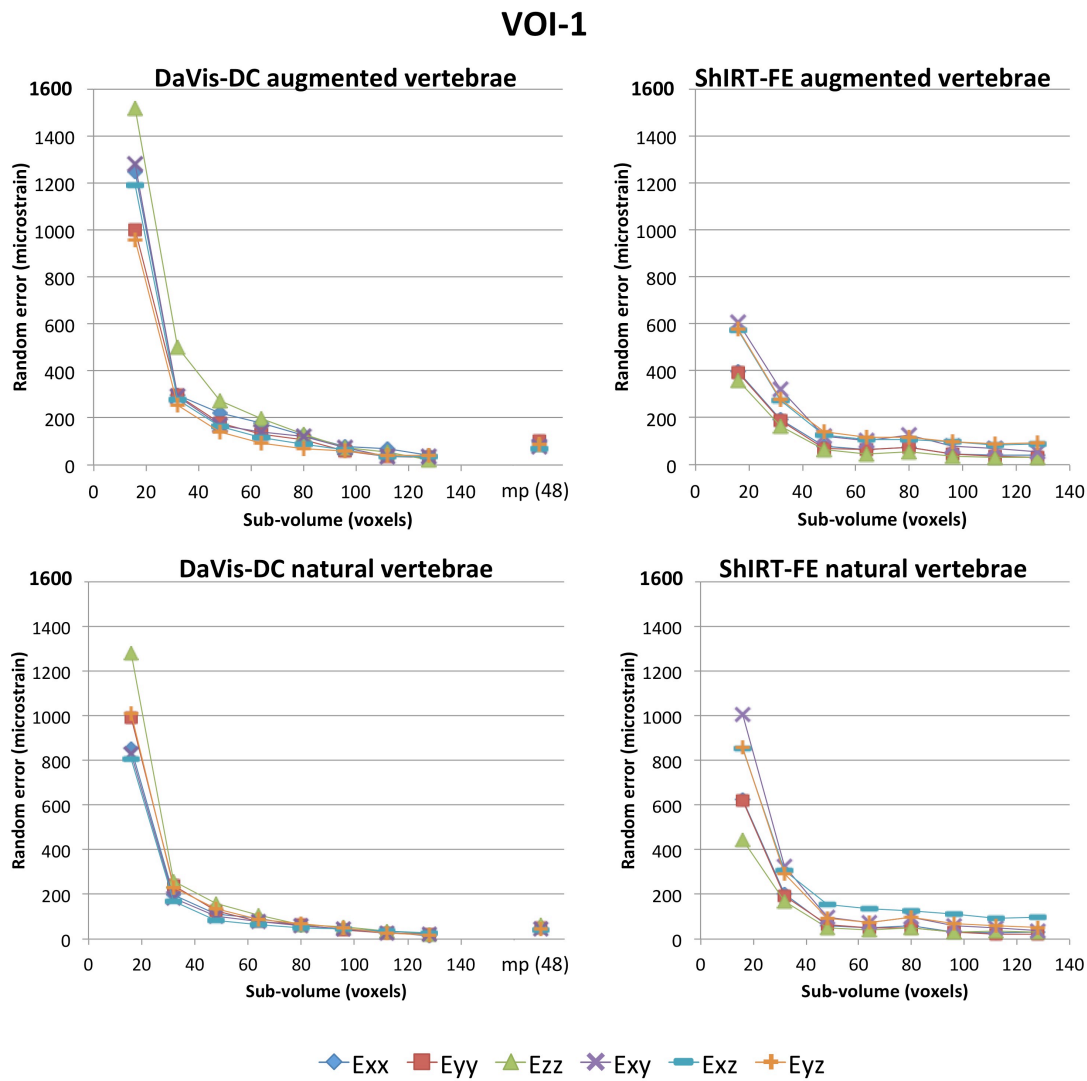 VOI-1
DaVis-DC augmented vertebrae
1600
1400
1200
1000
800
600
400
200
0
Random error (microstrain)
0 20 40 60 80 100 120 140 mp (48)
Sub-volume (voxels)
ShIRT-FE augmented vertebrae
1600
1400
1200
1000
800
600
400
200
0
Random error (microstrain)
0 20 40 60 80 100 120 140
Sub-volume (voxels)
DaVis-DC natural vertebrae
1600
1400
1200
1000
800
600
400
200
0
Random error (microstrain)
0 20 40 60 80 100 120 140 mp (48)
Sub-volume (voxels)
ShIRT-FE natural vertebrae
1600
1400
1200
1000
800
600
400
200
0
Random error (microstrain)
0 20 40 60 80 100 120 140
Sub-volume (voxels)
Exx Eyy Ezz Exy Exz Eyz